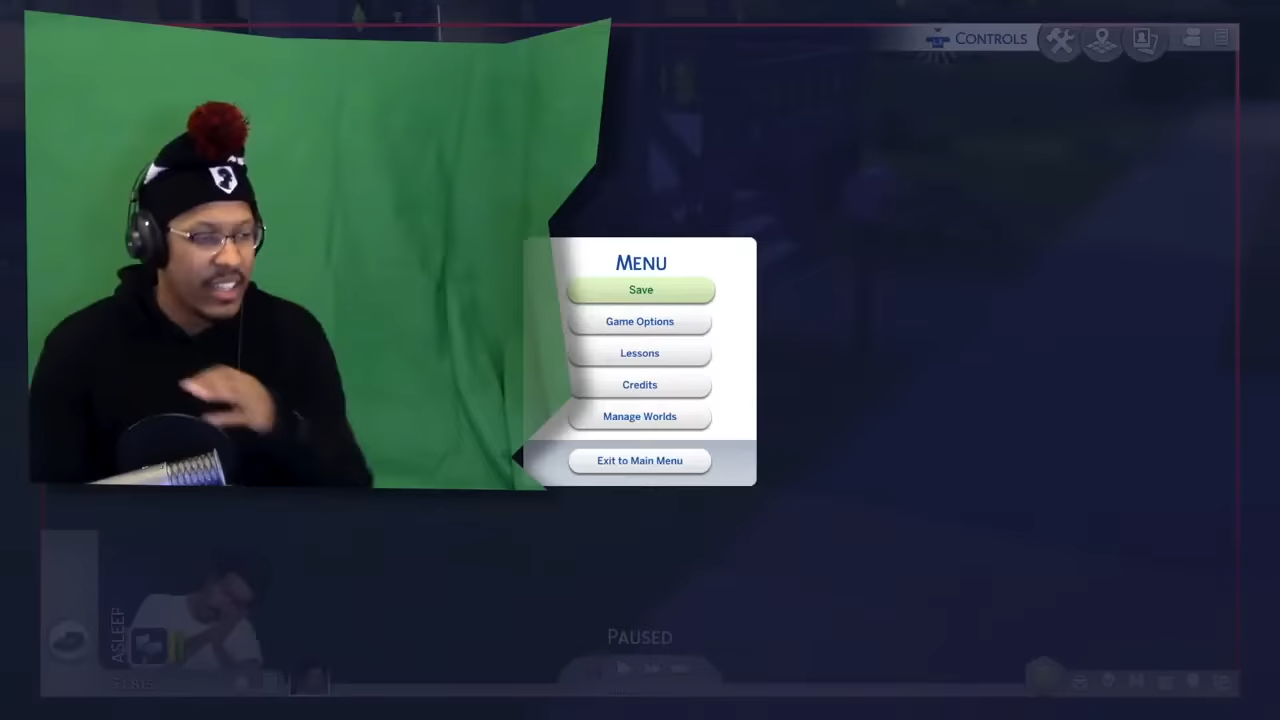 CONTROLS
MENU
Save
Game Options
Lessons
Credits
Manage Worlds
Exit to Main Menu
ASLEEP
PAUSED